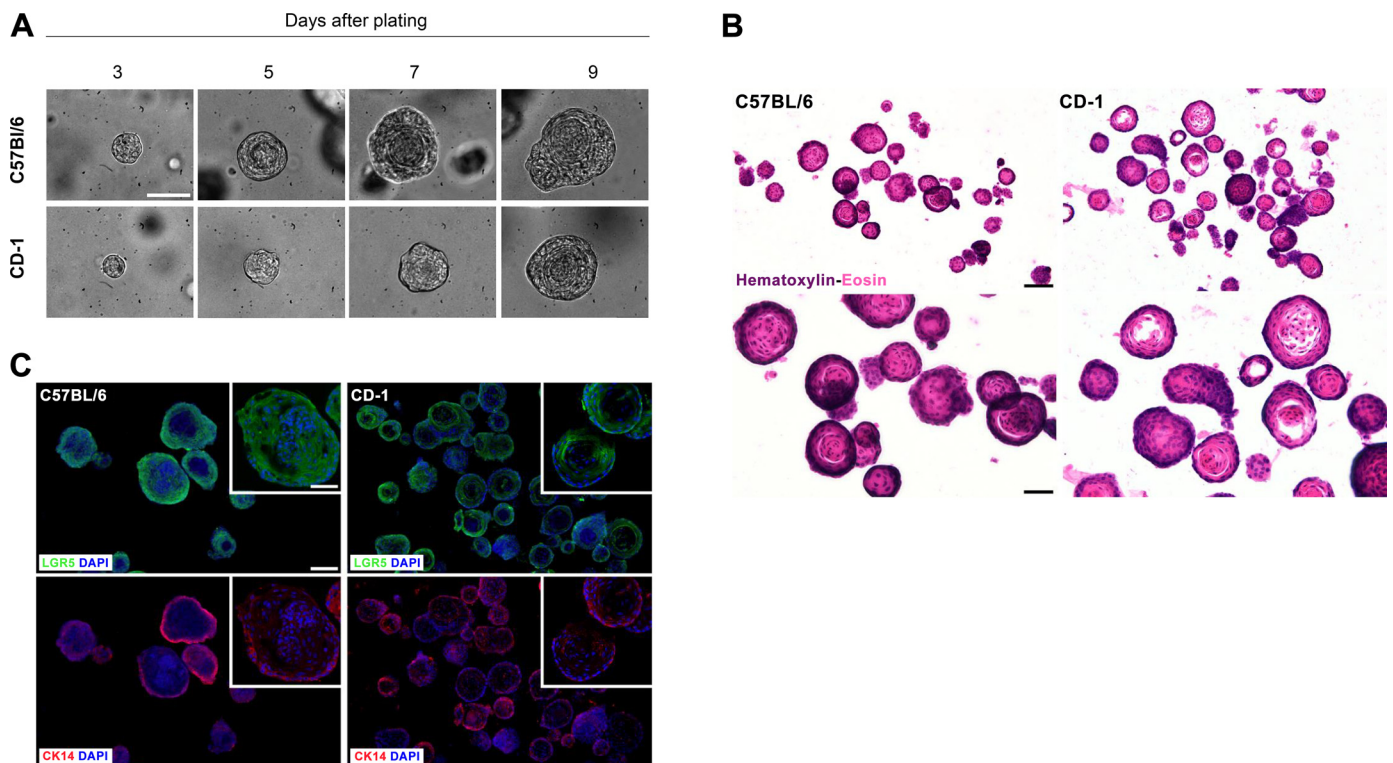 A
Days after plating
3 5 7 9
C57Bl/6
CD-1
B
C57BL/6
CD-1
Hematoxylin-Eosin
C
C57BL/6
CD-1
LGR5 DAPI
LGR5 DAPI
CK14 DAPI
CK14 DAPI